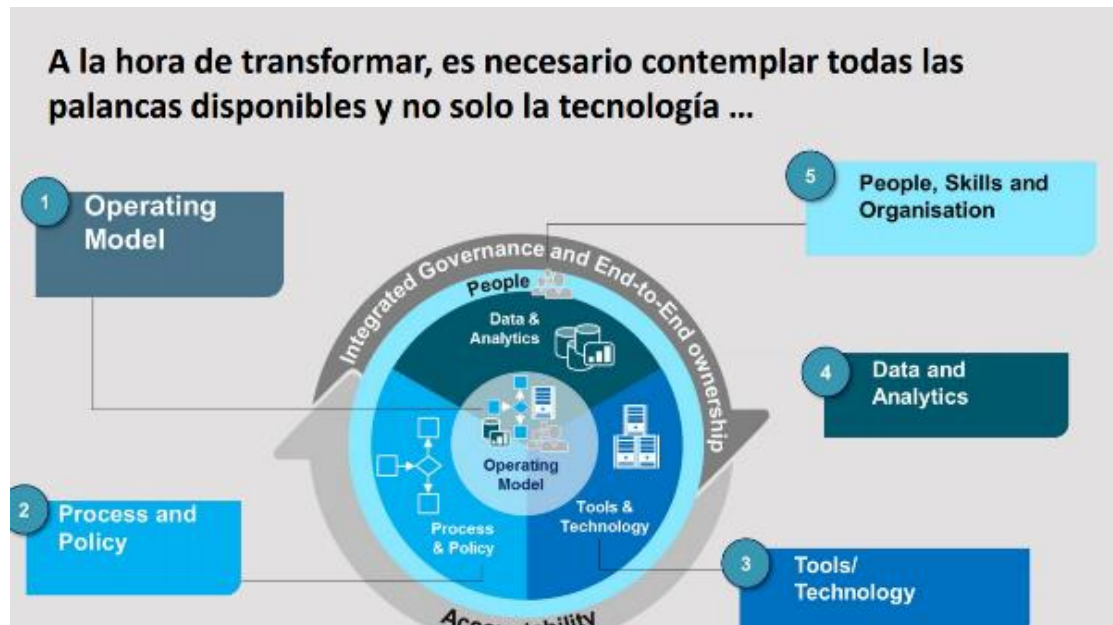 A la hora de transformar, es necesario contemplar todas las
palancas disponibles y no solo la tecnología ...
1
Operating
Model
5
People, Skills and
Organisation
Integrated Governance and End-to-End ownership
People
Data &
Analytics
4
Data and
Analytics
Operating
Model
2
Process and
Policy
Process
& Policy
Tools &
Technology
3
Tools/
Technology
Accountability